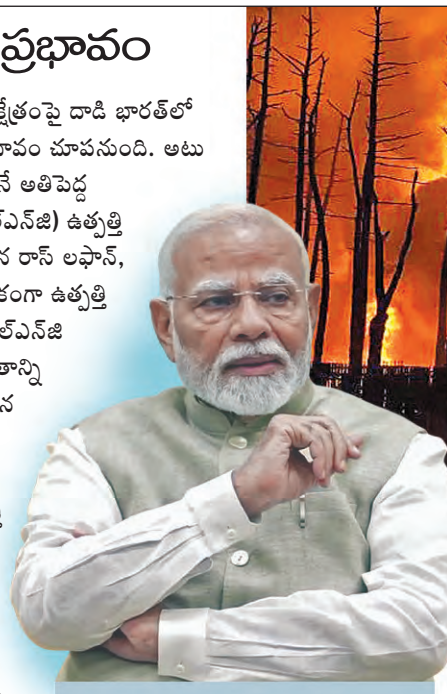 ప్రభావం
క్షేత్రంపై దాడి భారత్‌లో
చూపనుంది. అటు
నే అతిపెద్ద
ఎన్‌జి) ఉత్పత్తి
న రాస్ లఫాన్,
కంగా ఉత్పత్తి
ల్ఎన్‌జి
తాన్ని
న